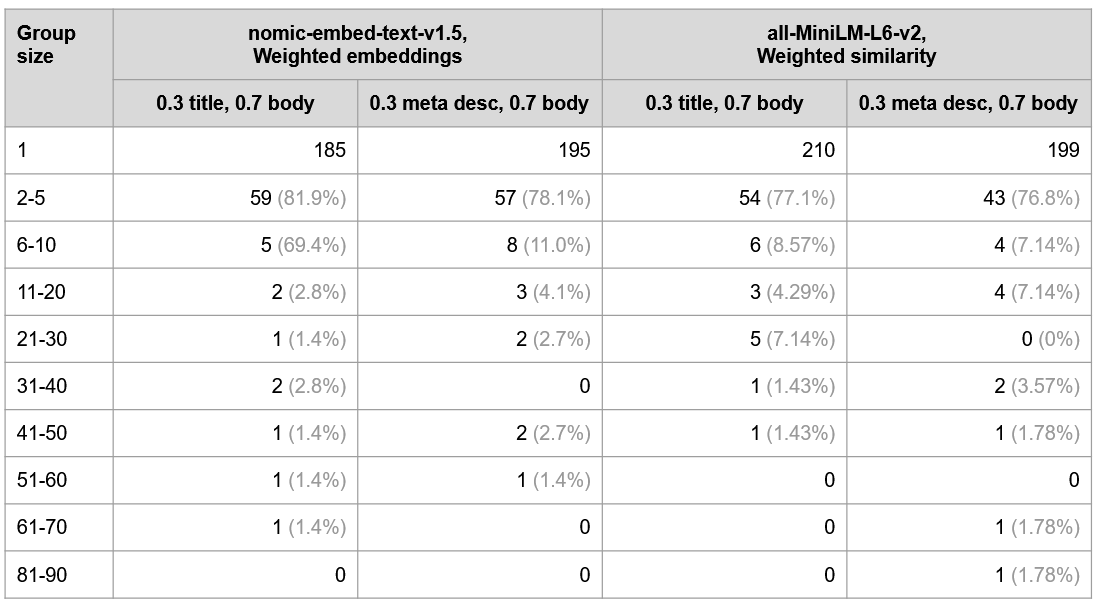 Group size
nomic-embed-text-v1.5, Weighted embeddings
all-MiniLM-L6-v2, Weighted similarity
0.3 title, 0.7 body
0.3 meta desc, 0.7 body
0.3 title, 0.7 body
0.3 meta desc, 0.7 body
1 185 195 210 199
2-5 59 (81.9%) 57 (78.1%) 54 (77.1%) 43 (76.8%)
6-10 5 (69.4%) 8 (11.0%) 6 (8.57%) 4 (7.14%)
11-20 2 (2.8%) 3 (4.1%) 3 (4.29%) 4 (7.14%)
21-30 1 (1.4%) 2 (2.7%) 5 (7.14%) 0 (0%)
31-40 2 (2.8%) 0 1 (1.43%) 2 (3.57%)
41-50 1 (1.4%) 2 (2.7%) 1 (1.43%) 1 (1.78%)
51-60 1 (1.4%) 1 (1.4%) 0 0
61-70 1 (1.4%) 0 0 1 (1.78%)
81-90 0 0 0 1 (1.78%)